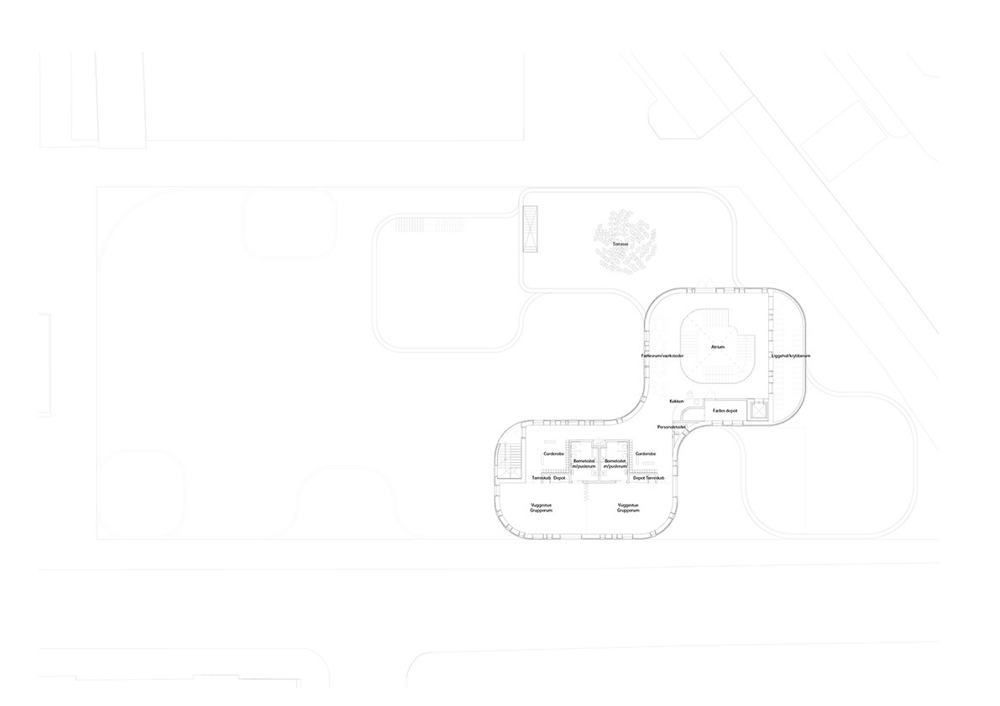 Terrasse
Atrium
Fællesrum/værksteder
Liggehal/krybberum
Køkken
Fælles depot
Personaletoilet
Garderobe
Børnetoilet
m/puslerum
Børnetoilet
m/puslerum
Garderobe
Tørreskab
Depot
Depot
Tørreskab
Vuggestue
Grupperum
Vuggestue
Grupperum